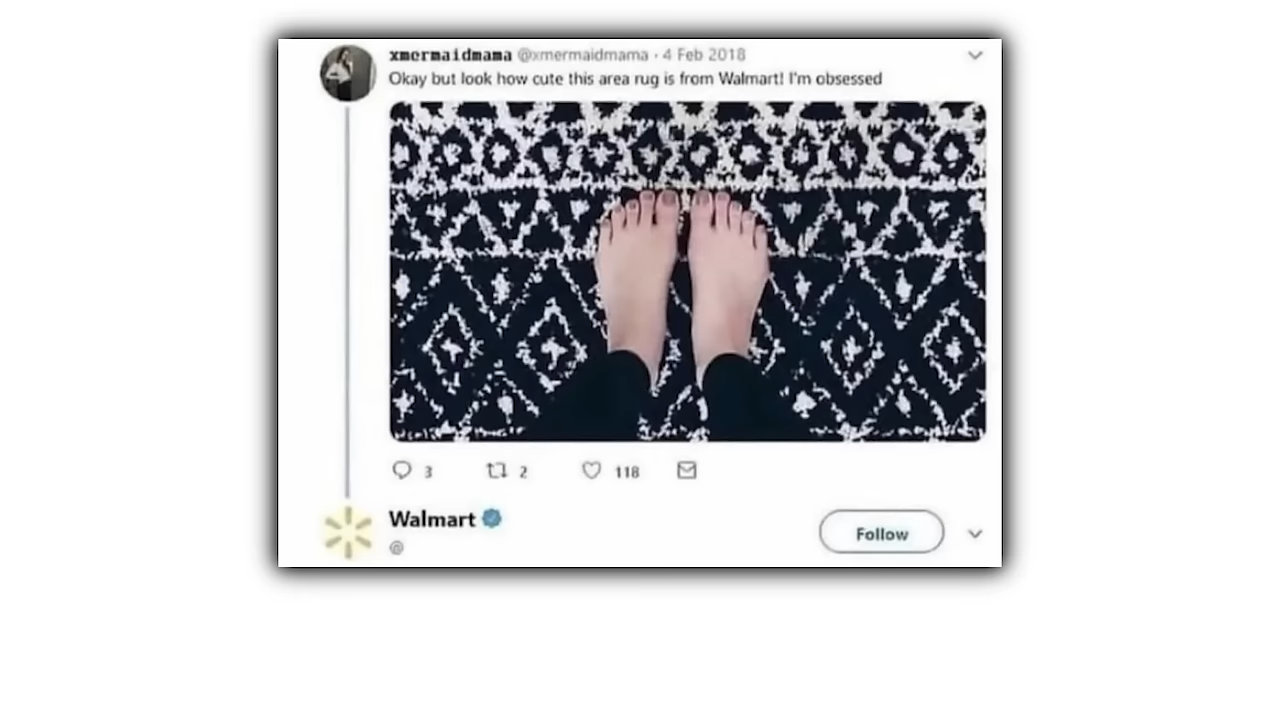 xmermaidmama @xmermaidmama · 4 Feb 2018
Okay but look how cute this area rug is from Walmart! I'm obsessed
3 2 118
Walmart
@
Follow